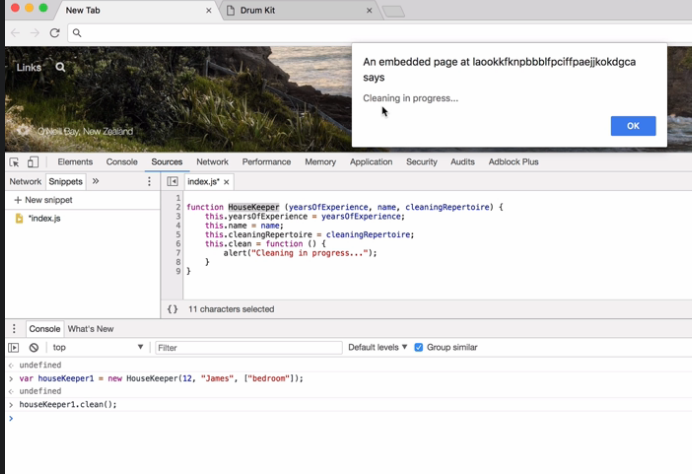 New Tab ×
Drum Kit ×
Links
O'Neil Bay, New Zealand
An embedded page at laookkfknpbbblfpciffpaejjkokdgca
says
Cleaning in progress...
OK
Elements Console Sources Network Performance Memory Application Security Audits Adblock Plus
Network Snippets »
+ New snippet
*index.js
index.js* ×
1
2 function HouseKeeper (yearsOfExperience, name, cleaningRepertoire) {
3 this.yearsOfExperience = yearsOfExperience;
4 this.name = name;
5 this.cleaningRepertoire = cleaningRepertoire;
6 this.clean = function () {
7 alert("Cleaning in progress...");
8 }
9 }
{} 11 characters selected
Console What's New
top ▼ Filter Default levels ▼ Group similar
< undefined
> var houseKeeper1 = new HouseKeeper(12, "James", ["bedroom"]);
< undefined
> houseKeeper1.clean();
>